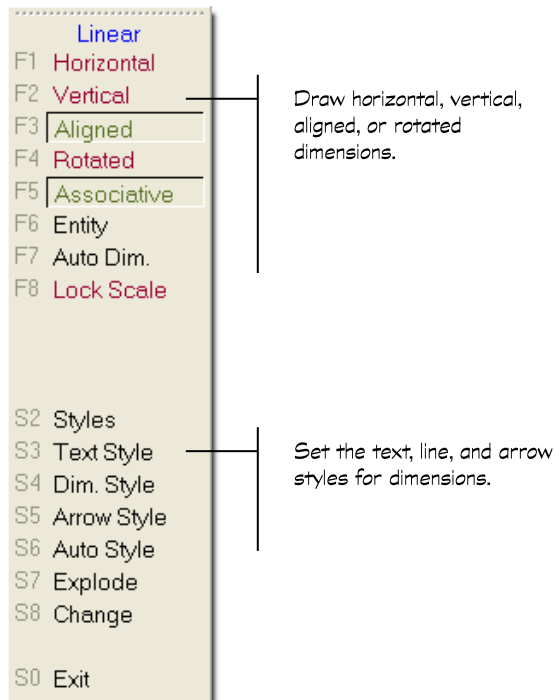 Linear
F1 Horizontal
F2 Vertical
F3 Aligned
F4 Rotated
F5 Associative
F6 Entity
F7 Auto Dim.
F8 Lock Scale
S2 Styles
S3 Text Style
S4 Dim. Style
S5 Arrow Style
S6 Auto Style
S7 Explode
S8 Change
S0 Exit
Draw horizontal, vertical,
aligned, or rotated
dimensions.
Set the text, line, and arrow
styles for dimensions.